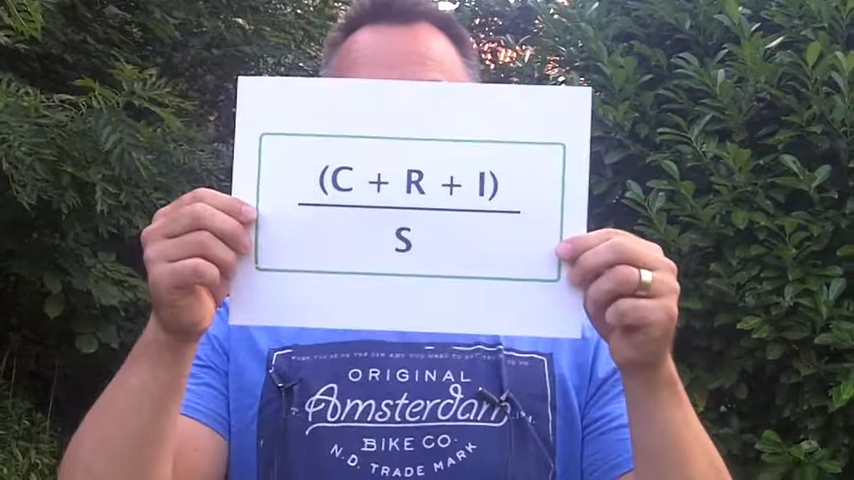 (C + R + I)
S
ORIGINAL
Amsterdam
BIKE CO
N.D. TRADE MARK